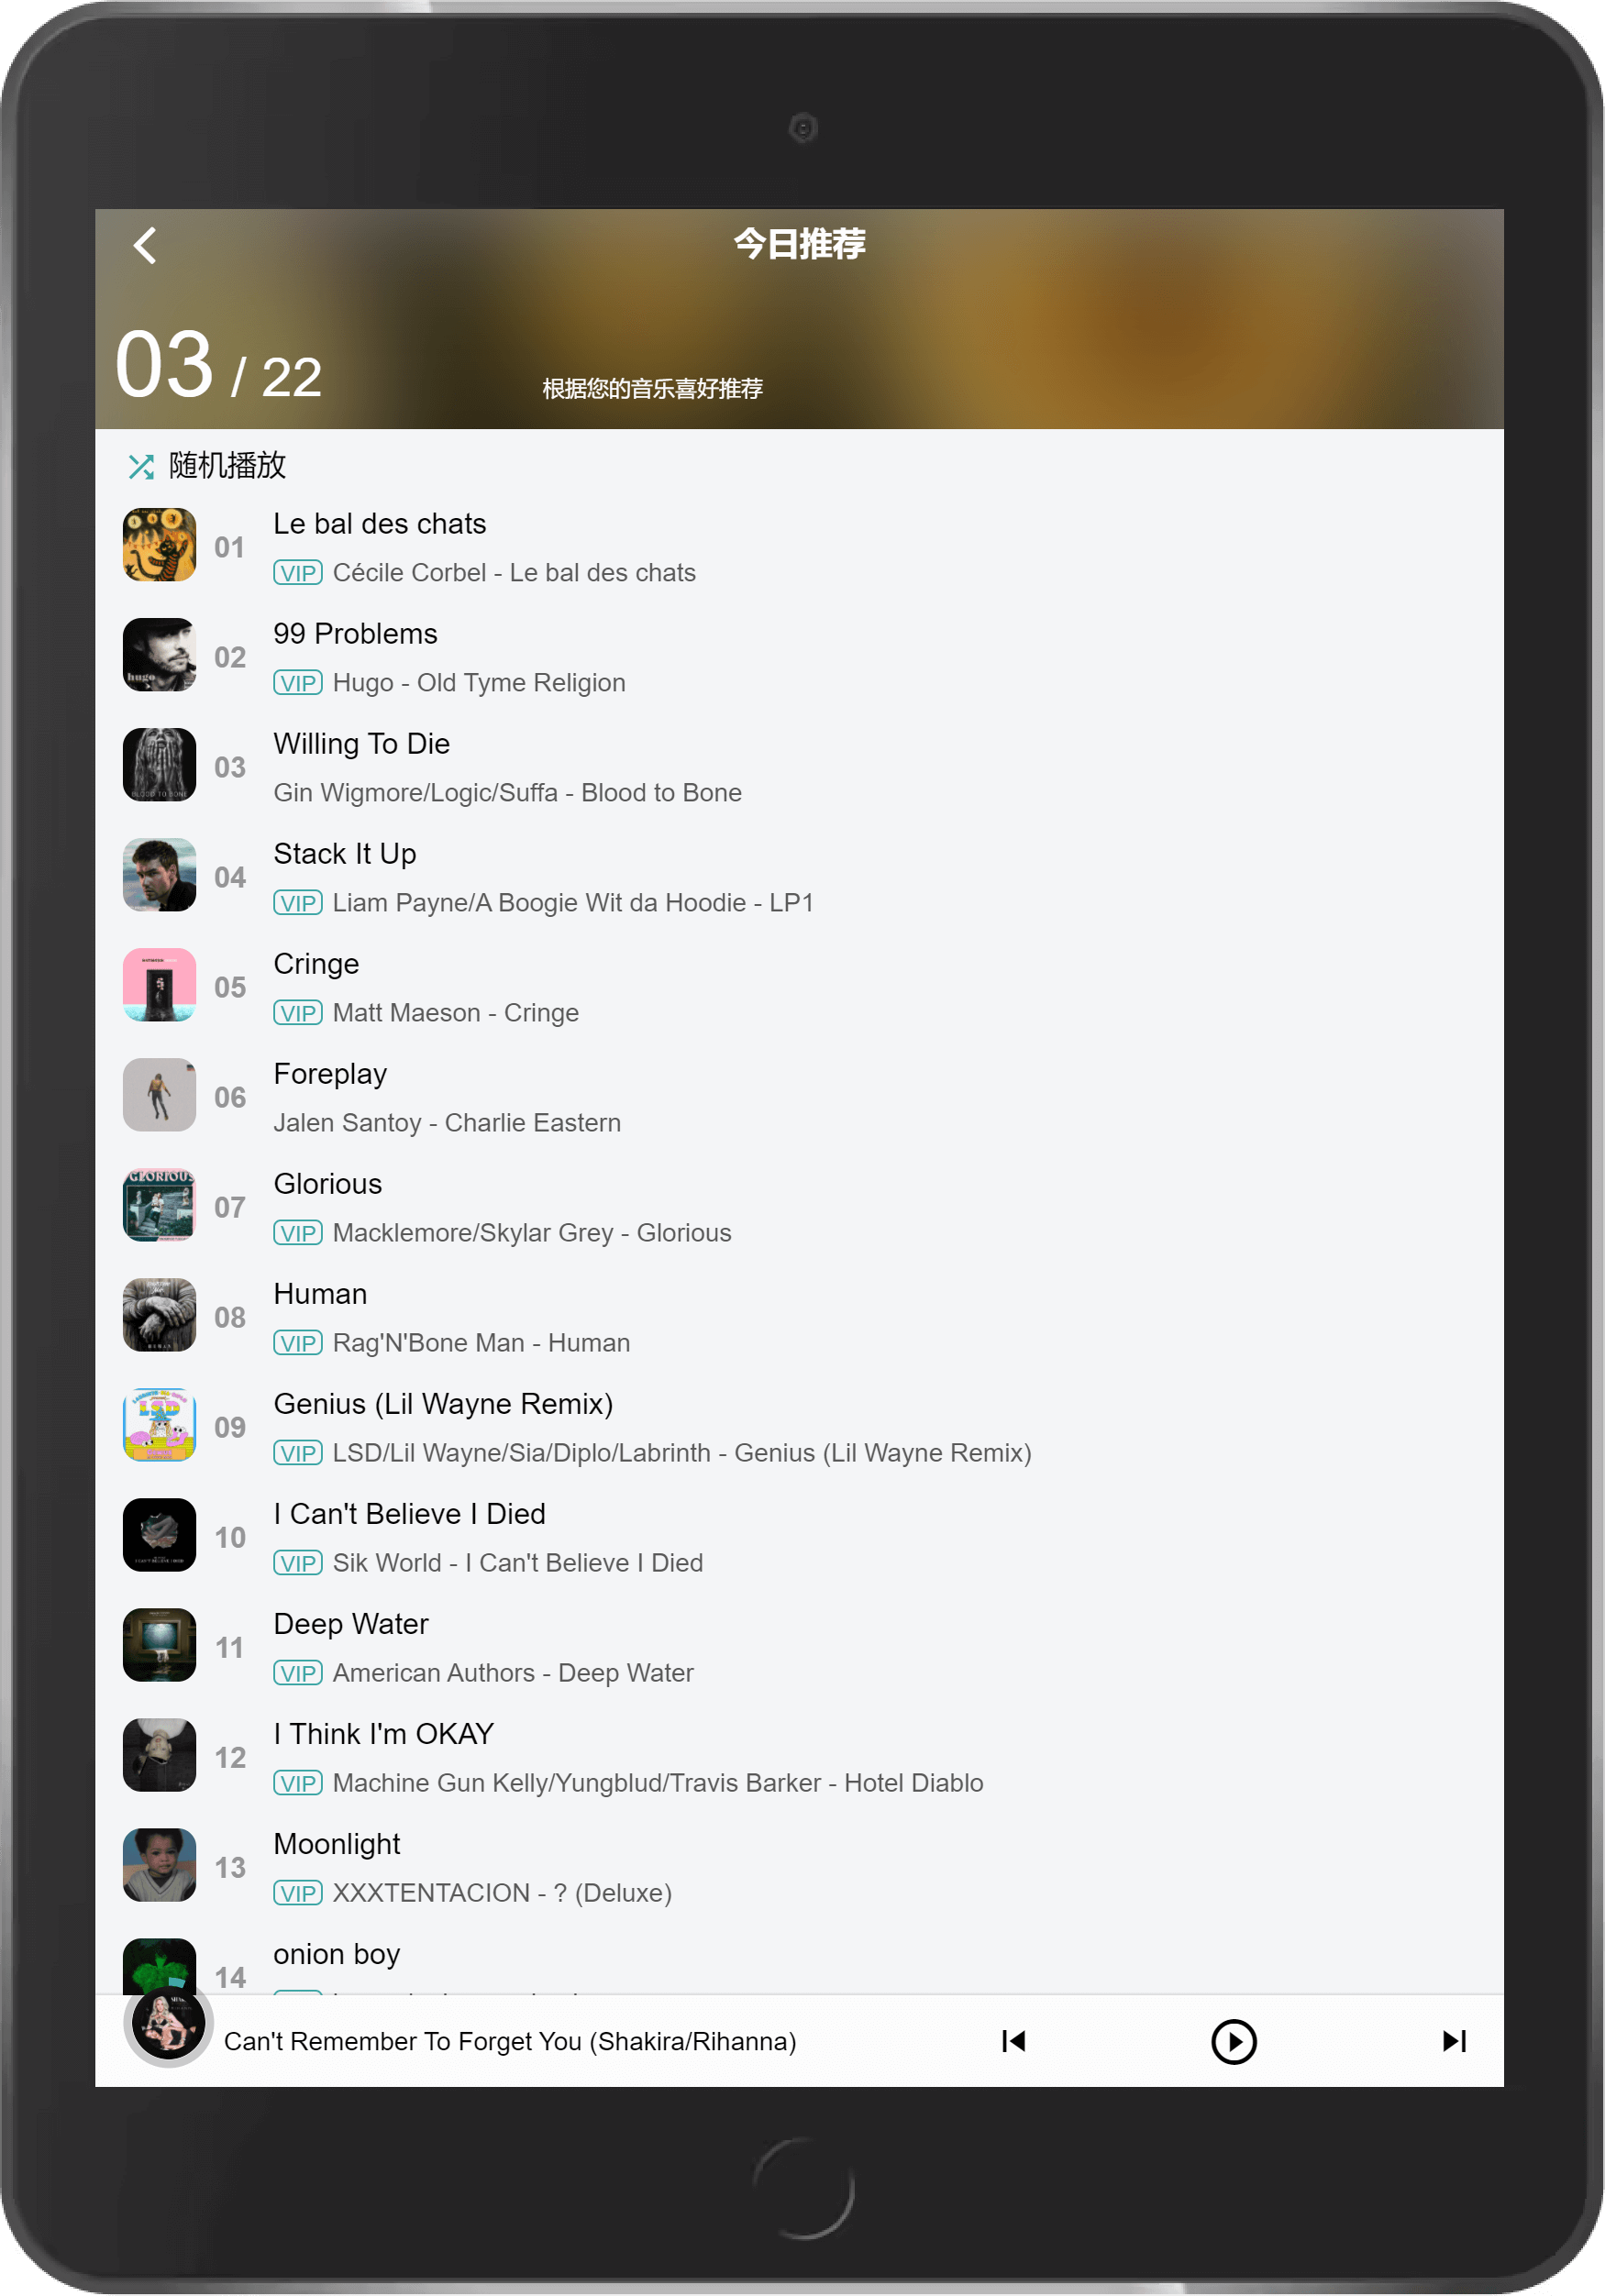 今日推荐
03 / 22
根据您的音乐喜好推荐
随机播放
01
Le bal des chats
VIP Cécile Corbel - Le bal des chats
hugo
02
99 Problems
VIP Hugo - Old Tyme Religion
BLOOD TO BONE
03
Willing To Die
Gin Wigmore/Logic/Suffa - Blood to Bone
04
Stack It Up
VIP Liam Payne/A Boogie Wit da Hoodie - LP1
05
Cringe
VIP Matt Maeson - Cringe
06
Foreplay
Jalen Santoy - Charlie Eastern
GLORIOUS
07
Glorious
VIP Macklemore/Skylar Grey - Glorious
08
Human
VIP Rag'N'Bone Man - Human
LSD
09
Genius (Lil Wayne Remix)
VIP LSD/Lil Wayne/Sia/Diplo/Labrinth - Genius (Lil Wayne Remix)
10
I Can't Believe I Died
VIP Sik World - I Can't Believe I Died
11
Deep Water
VIP American Authors - Deep Water
12
I Think I'm OKAY
VIP Machine Gun Kelly/Yungblud/Travis Barker - Hotel Diablo
13
Moonlight
VIP XXXTENTACION - ? (Deluxe)
14
onion boy
Can't Remember To Forget You (Shakira/Rihanna)